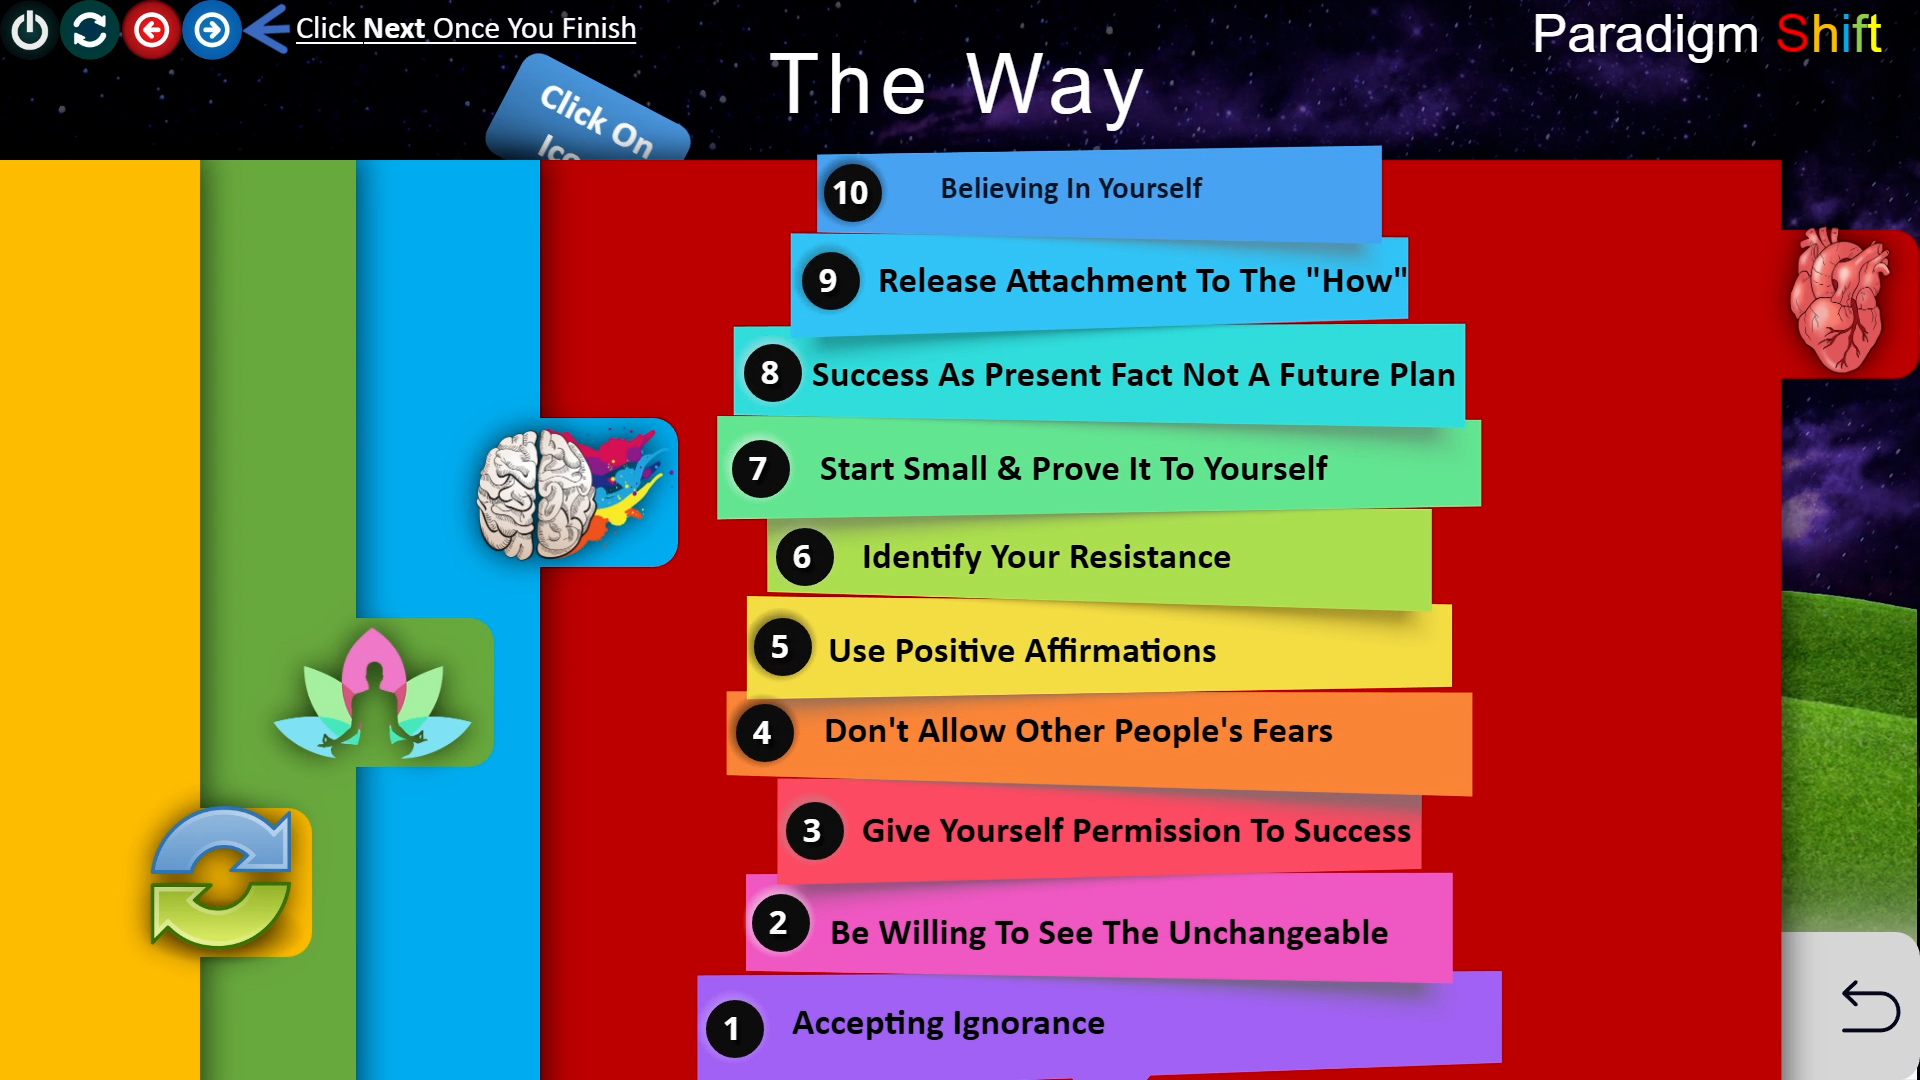 Click Next Once You Finish
Paradigm Shift
The Way
Click On
10 Believing In Yourself
9 Release Attachment To The "How"
8 Success As Present Fact Not A Future Plan
7 Start Small & Prove It To Yourself
6 Identify Your Resistance
5 Use Positive Affirmations
4 Don't Allow Other People's Fears
3 Give Yourself Permission To Success
2 Be Willing To See The Unchangeable
1 Accepting Ignorance